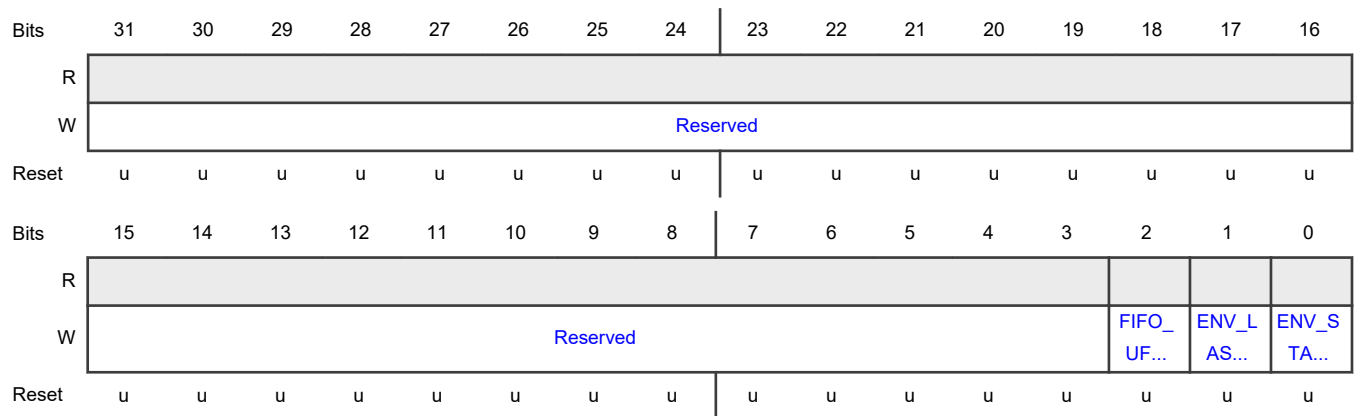 Bits 31 30 29 28 27 26 25 24 23 22 21 20 19 18 17 16
R
W Reserved
Reset u u u u u u u u u u u u u u u u
Bits 15 14 13 12 11 10 9 8 7 6 5 4 3 2 1 0
R
W Reserved FIFO_ ENV_L ENV_S
UF... AS... TA...
Reset u u u u u u u u u u u u u u u u